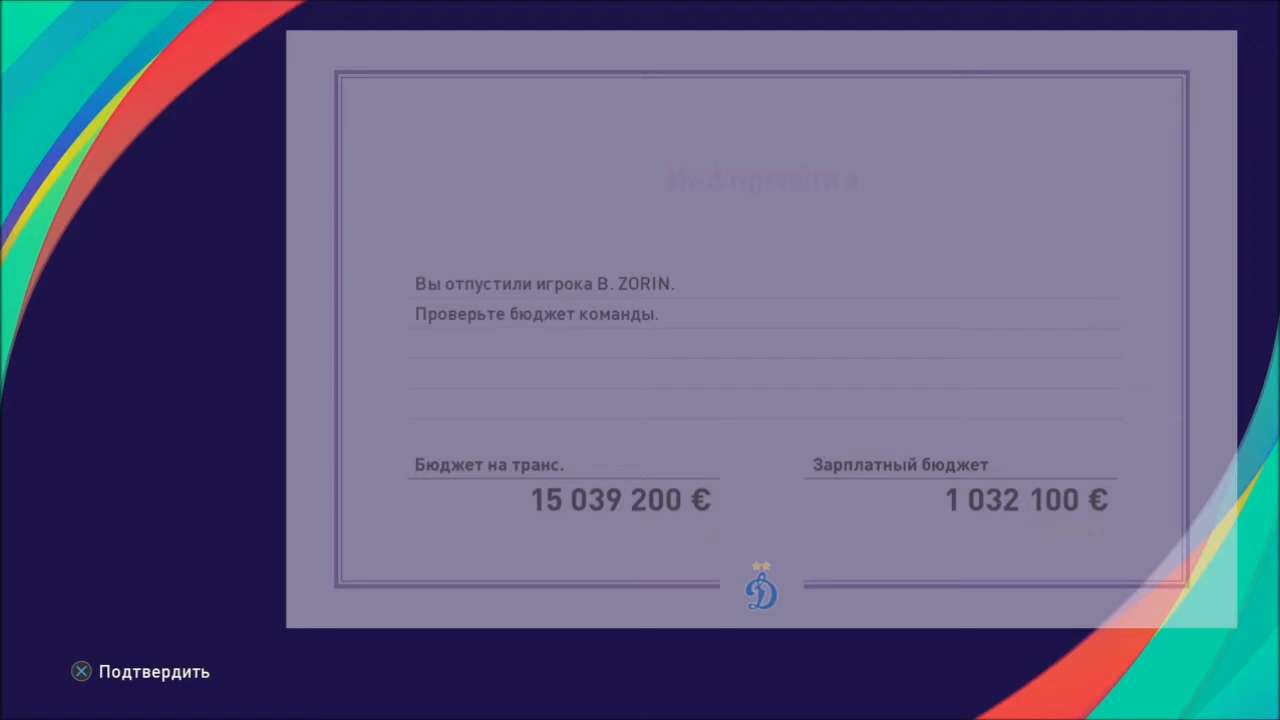 Информация
Вы отпустили игрока B. ZORIN.
Проверьте бюджет команды.
Бюджет на транс.
Зарплатный бюджет
15 039 200 €
1 032 100 €
Подтвердить